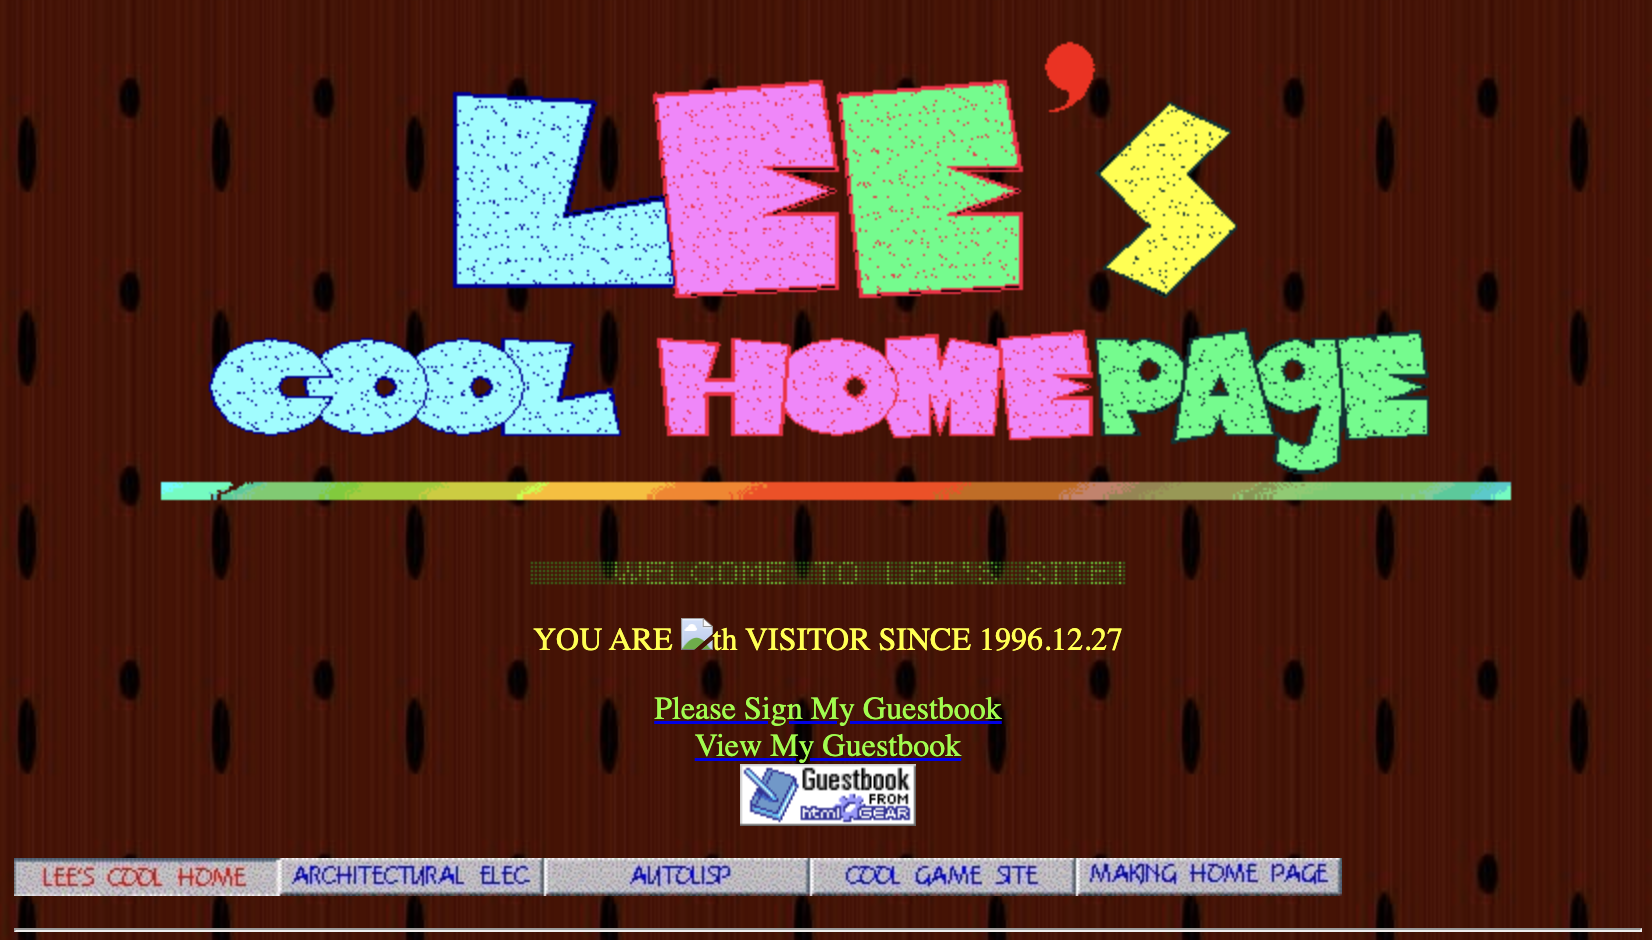 LEE's
COOL HOMEPAgE
WELCOME TO LEE'S SITE!
YOU ARE th VISITOR SINCE 1996.12.27
Please Sign My Guestbook
View My Guestbook
Guestbook
FROM
html GEAR
LEE'S COOL HOME ARCHITECTURAL ELEC AUTOLISP COOL GAME SITE MAKING HOME PAGE